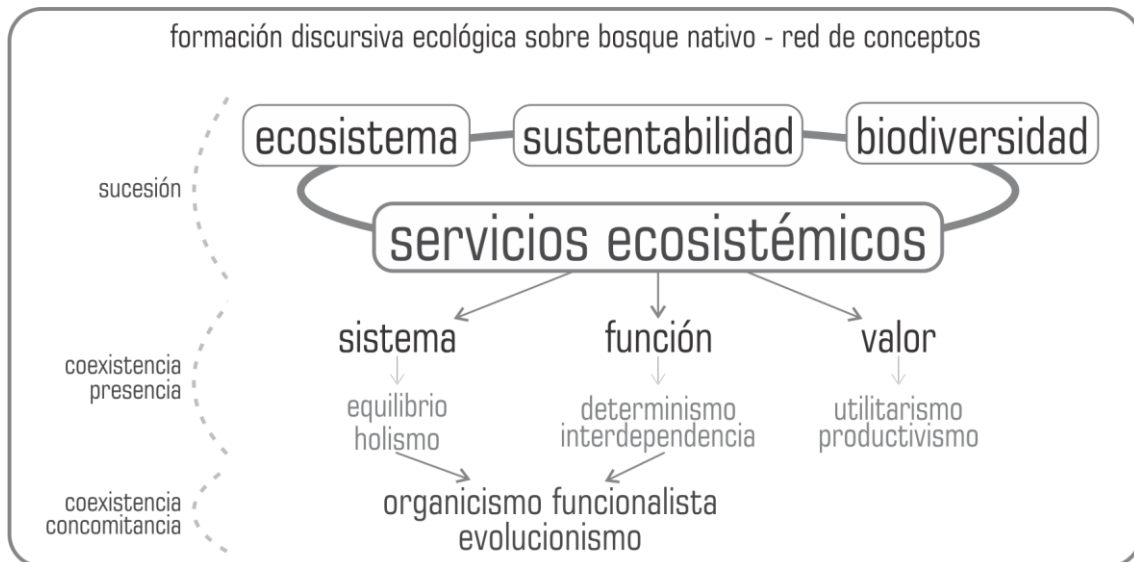 formación discursiva ecológica sobre bosque nativo - red de conceptos
ecosistema
sustentabilidad
biodiversidad
sucesión
servicios ecosistémicos
sistema
función
valor
coexistencia
presencia
equilibrio
holismo
determinismo
interdependencia
utilitarismo
productivismo
coexistencia
concomitancia
organicismo funcionalista
evolucionismo